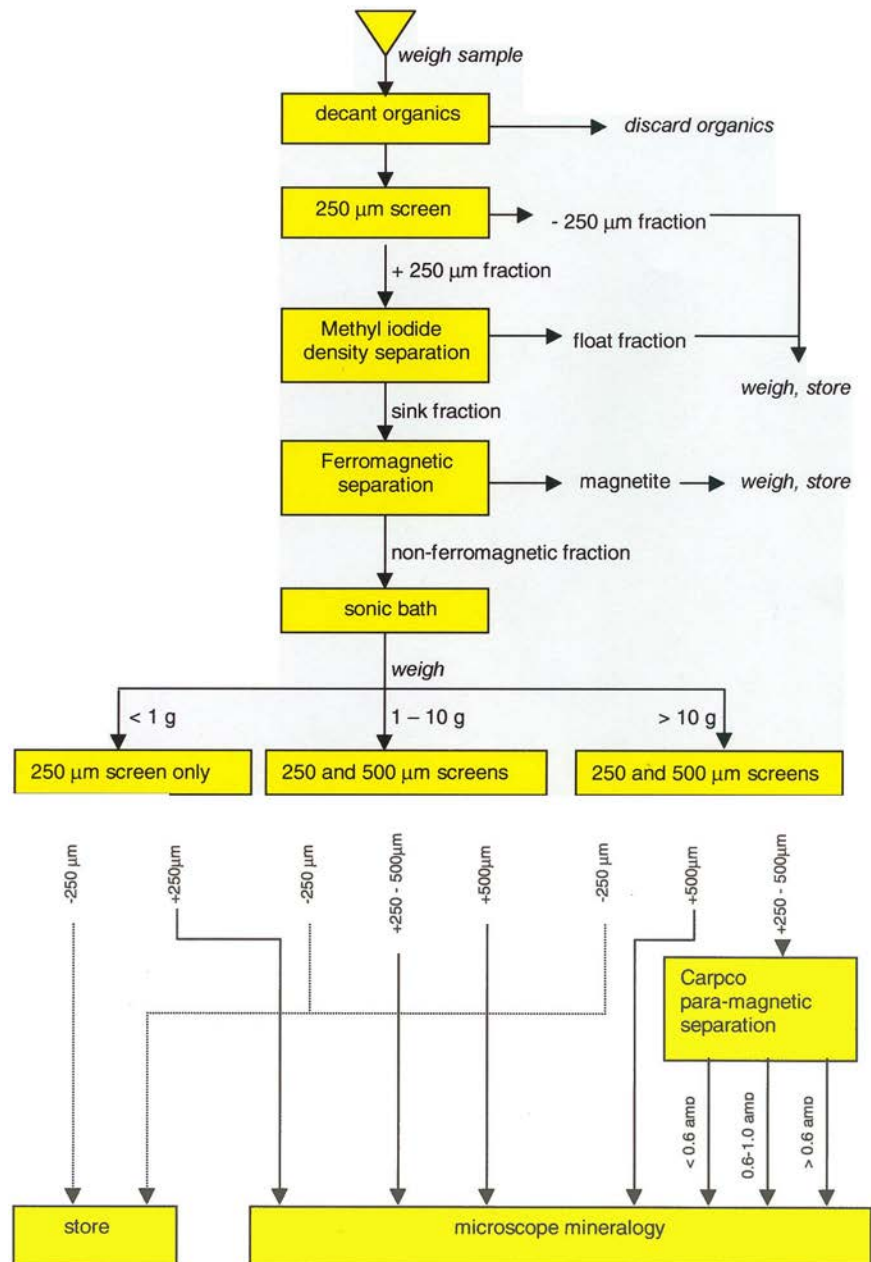 weigh sample
decant organics
discard organics
250 μm screen
- 250 μm fraction
+ 250 μm fraction
Methyl iodide
density separation
float fraction
weigh, store
sink fraction
Ferromagnetic
separation
magnetite
weigh, store
non-ferromagnetic fraction
sonic bath
weigh
< 1 g
1 – 10 g
> 10 g
250 μm screen only
250 and 500 μm screens
250 and 500 μm screens
-250 μm
+250μm
-250 μm
+250 - 500μm
+500μm
-250 μm
+500μm
+250 - 500μm
Carpco
para-magnetic
separation
< 0.6 amp
0.6-1.0 amp
> 0.6 amp
store
microscope mineralogy